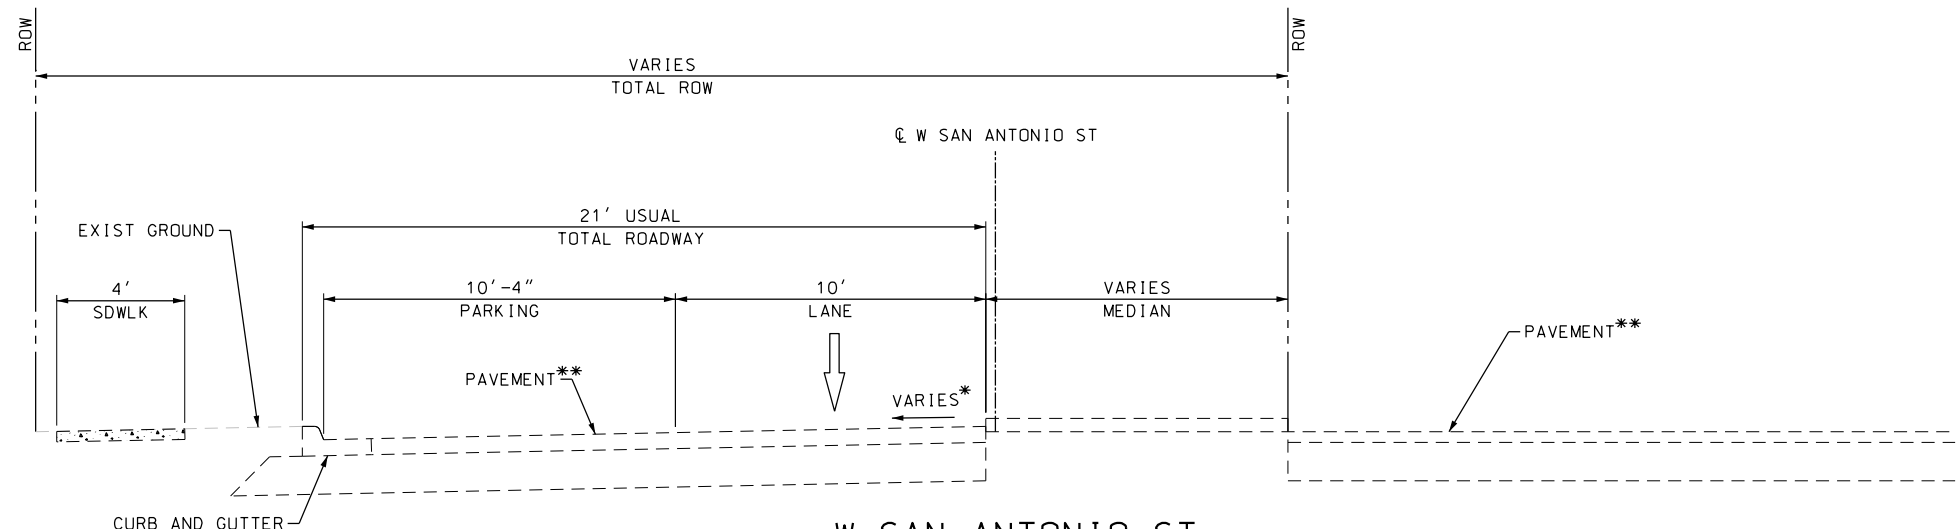 ROW
ROW
VARIES
TOTAL ROW
℄ W SAN ANTONIO ST
21' USUAL
TOTAL ROADWAY
EXIST GROUND
4'
SDWLK
10'-4"
PARKING
10'
LANE
VARIES
MEDIAN
PAVEMENT**
PAVEMENT**
VARIES*
CURB AND GUTTER
W SAN ANTONIO ST